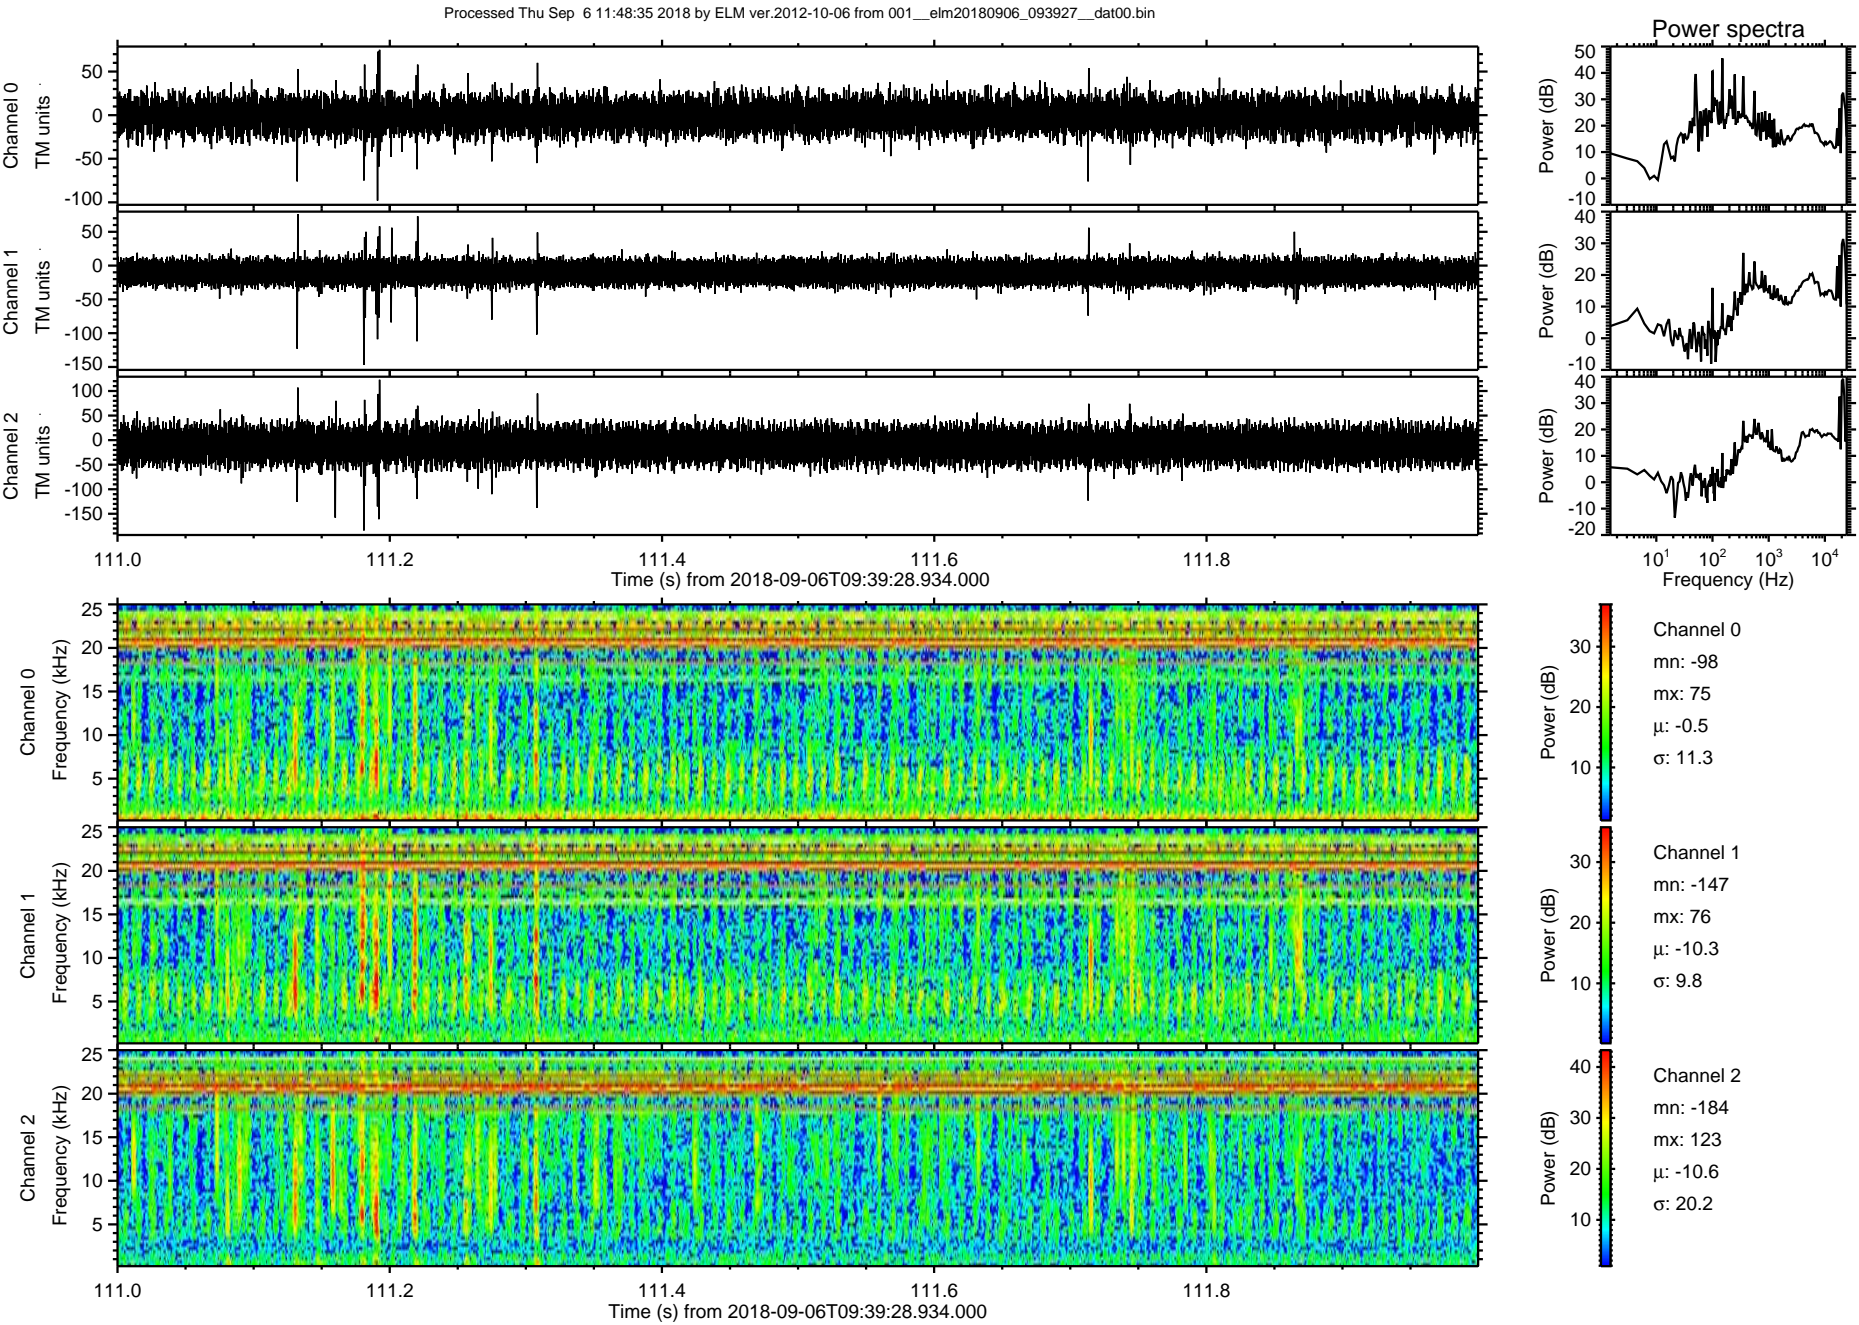 Processed Thu Sep 6 11:48:35 2018 by ELM ver.2012-10-06 from 001__elm20180906_093927__dat00.bin
Power spectra
Channel 0
TM units
50
0
-50
-100
Power (dB)
50
40
30
20
10
0
-10
Channel 1
TM units
50
0
-50
-100
-150
Power (dB)
40
30
20
10
0
-10
Channel 2
TM units
100
50
0
-50
-100
-150
Power (dB)
40
30
20
10
0
-10
-20
111.0 111.2 111.4 111.6 111.8
Time (s) from 2018-09-06T09:39:28.934.000
10¹ 10² 10³ 10⁴
Frequency (Hz)
Channel 0
Frequency (kHz)
25
20
15
10
5
Power (dB)
30
20
10
Channel 0
mn: -98
mx: 75
μ: -0.5
σ: 11.3
Channel 1
Frequency (kHz)
25
20
15
10
5
Power (dB)
30
20
10
Channel 1
mn: -147
mx: 76
μ: -10.3
σ: 9.8
Channel 2
Frequency (kHz)
25
20
15
10
5
Power (dB)
40
30
20
10
Channel 2
mn: -184
mx: 123
μ: -10.6
σ: 20.2
111.0 111.2 111.4 111.6 111.8
Time (s) from 2018-09-06T09:39:28.934.000